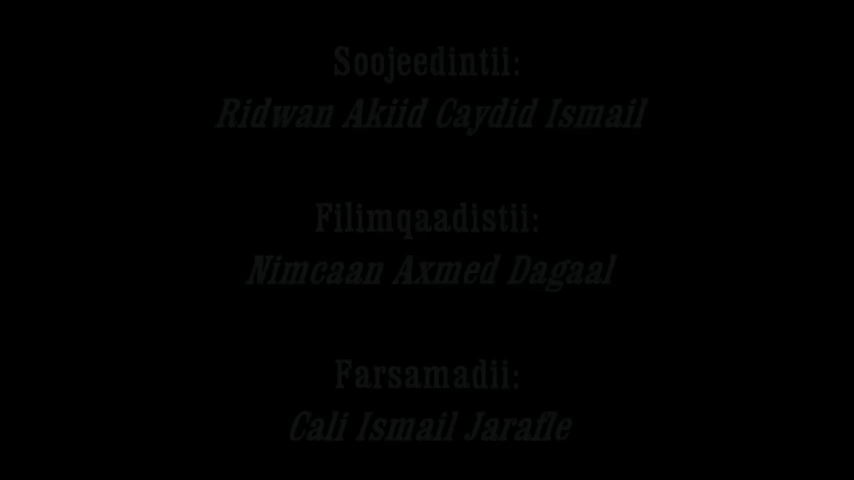 Soojeedintii:
Ridwan Akiid Caydid Ismail
Filimqaadistii:
Nimcaan Axmed Dagaal
Farsamadii:
Cali Ismail Jarafle